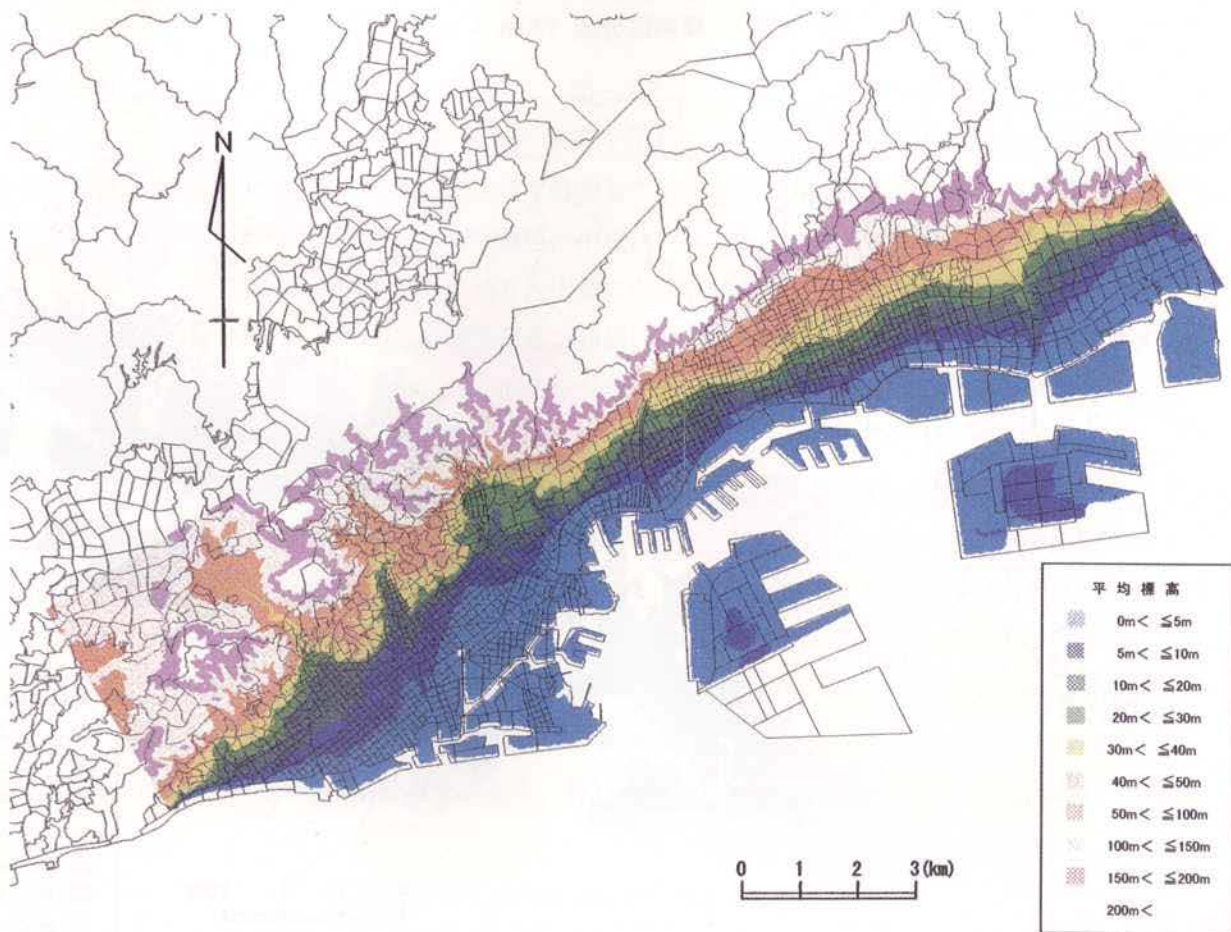 N
平均標高
0m< ≦5m
5m< ≦10m
10m< ≦20m
20m< ≦30m
30m< ≦40m
40m< ≦50m
50m< ≦100m
100m< ≦150m
150m< ≦200m
200m<
0 1 2 3(km)